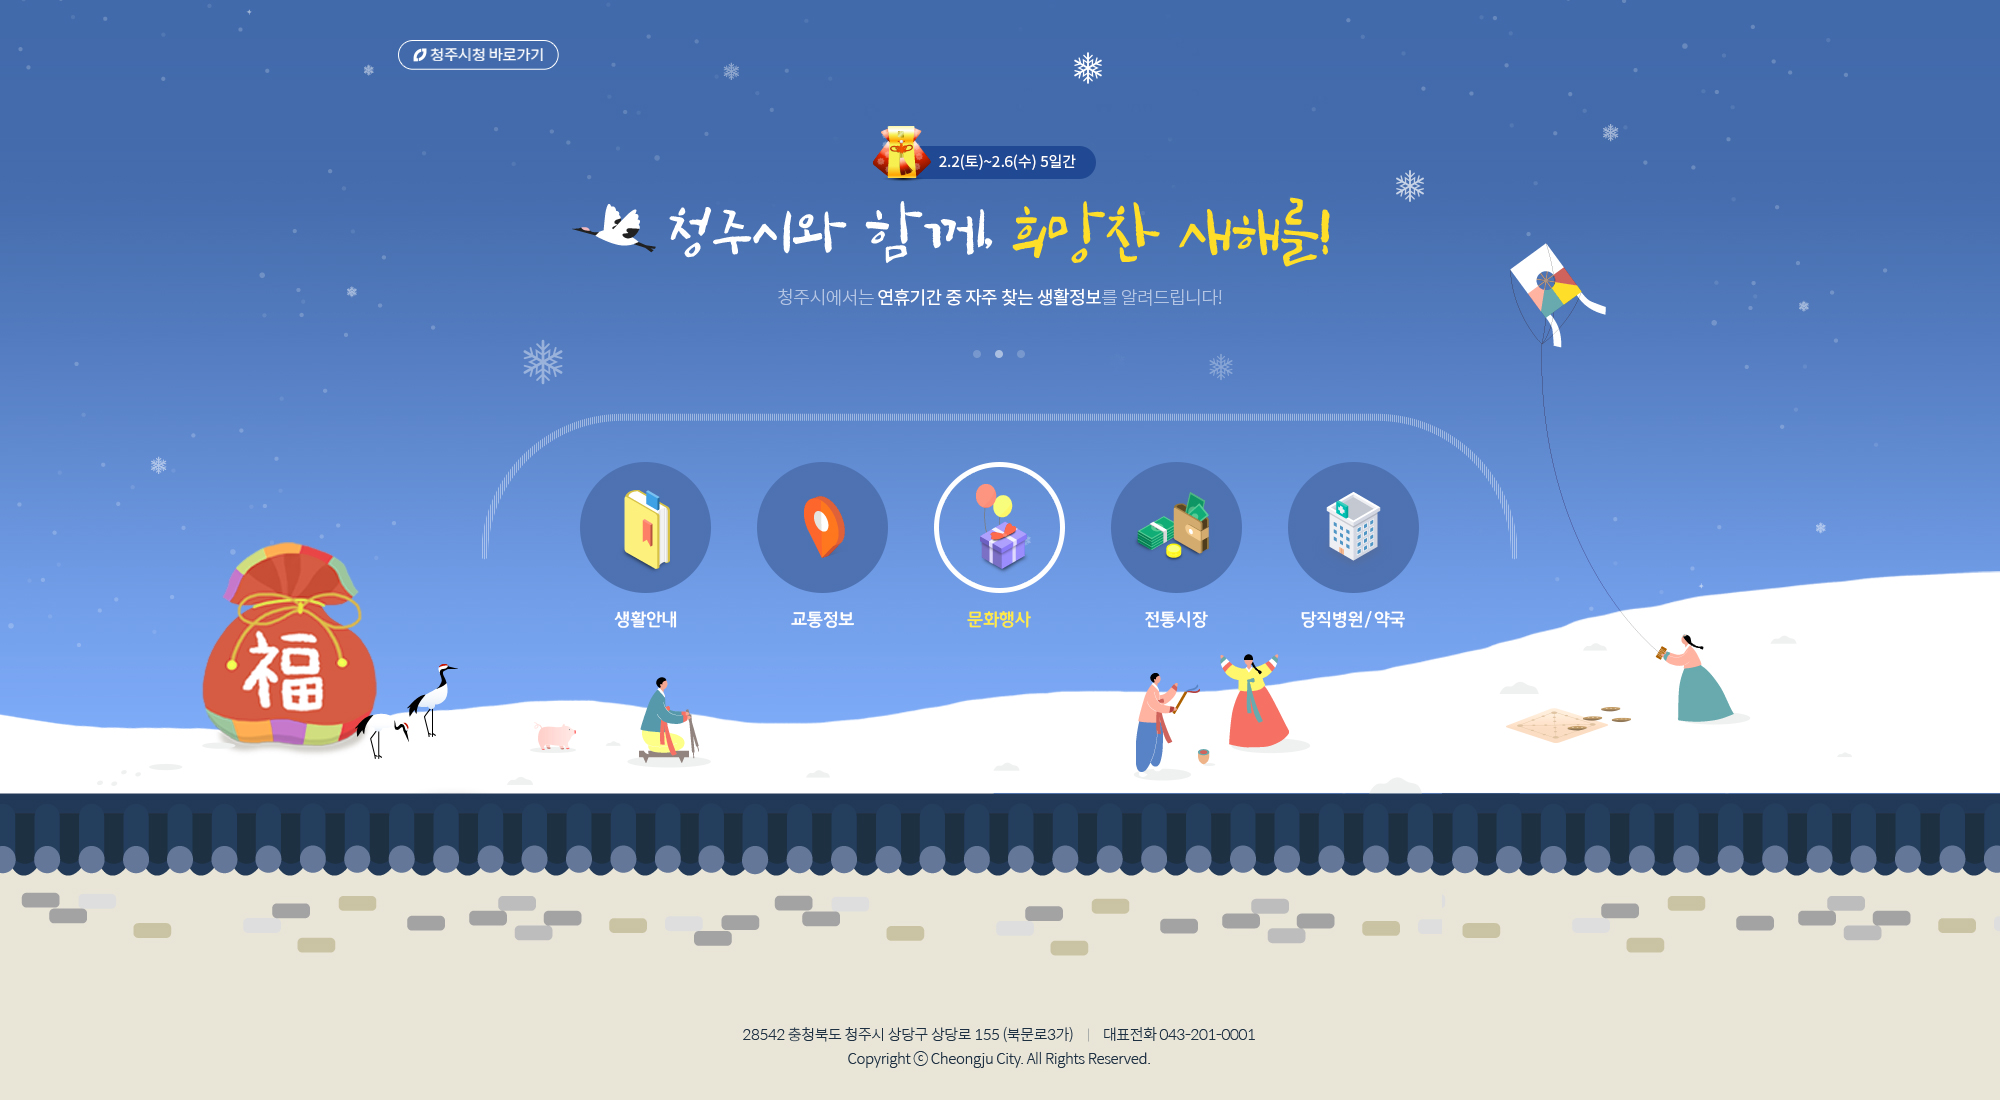 청주시청 바로가기
2.2(토)~2.6(수) 5일간
청주시와 함께, 희망찬 새해를!
청주시에서는 연휴기간 중 자주 찾는 생활정보를 알려드립니다!
생활안내
교통정보
문화행사
전통시장
당직병원/약국
福
28542 충청북도 청주시 상당구 상당로 155 (북문로3가) | 대표전화 043-201-0001
Copyright ⓒ Cheongju City. All Rights Reserved.